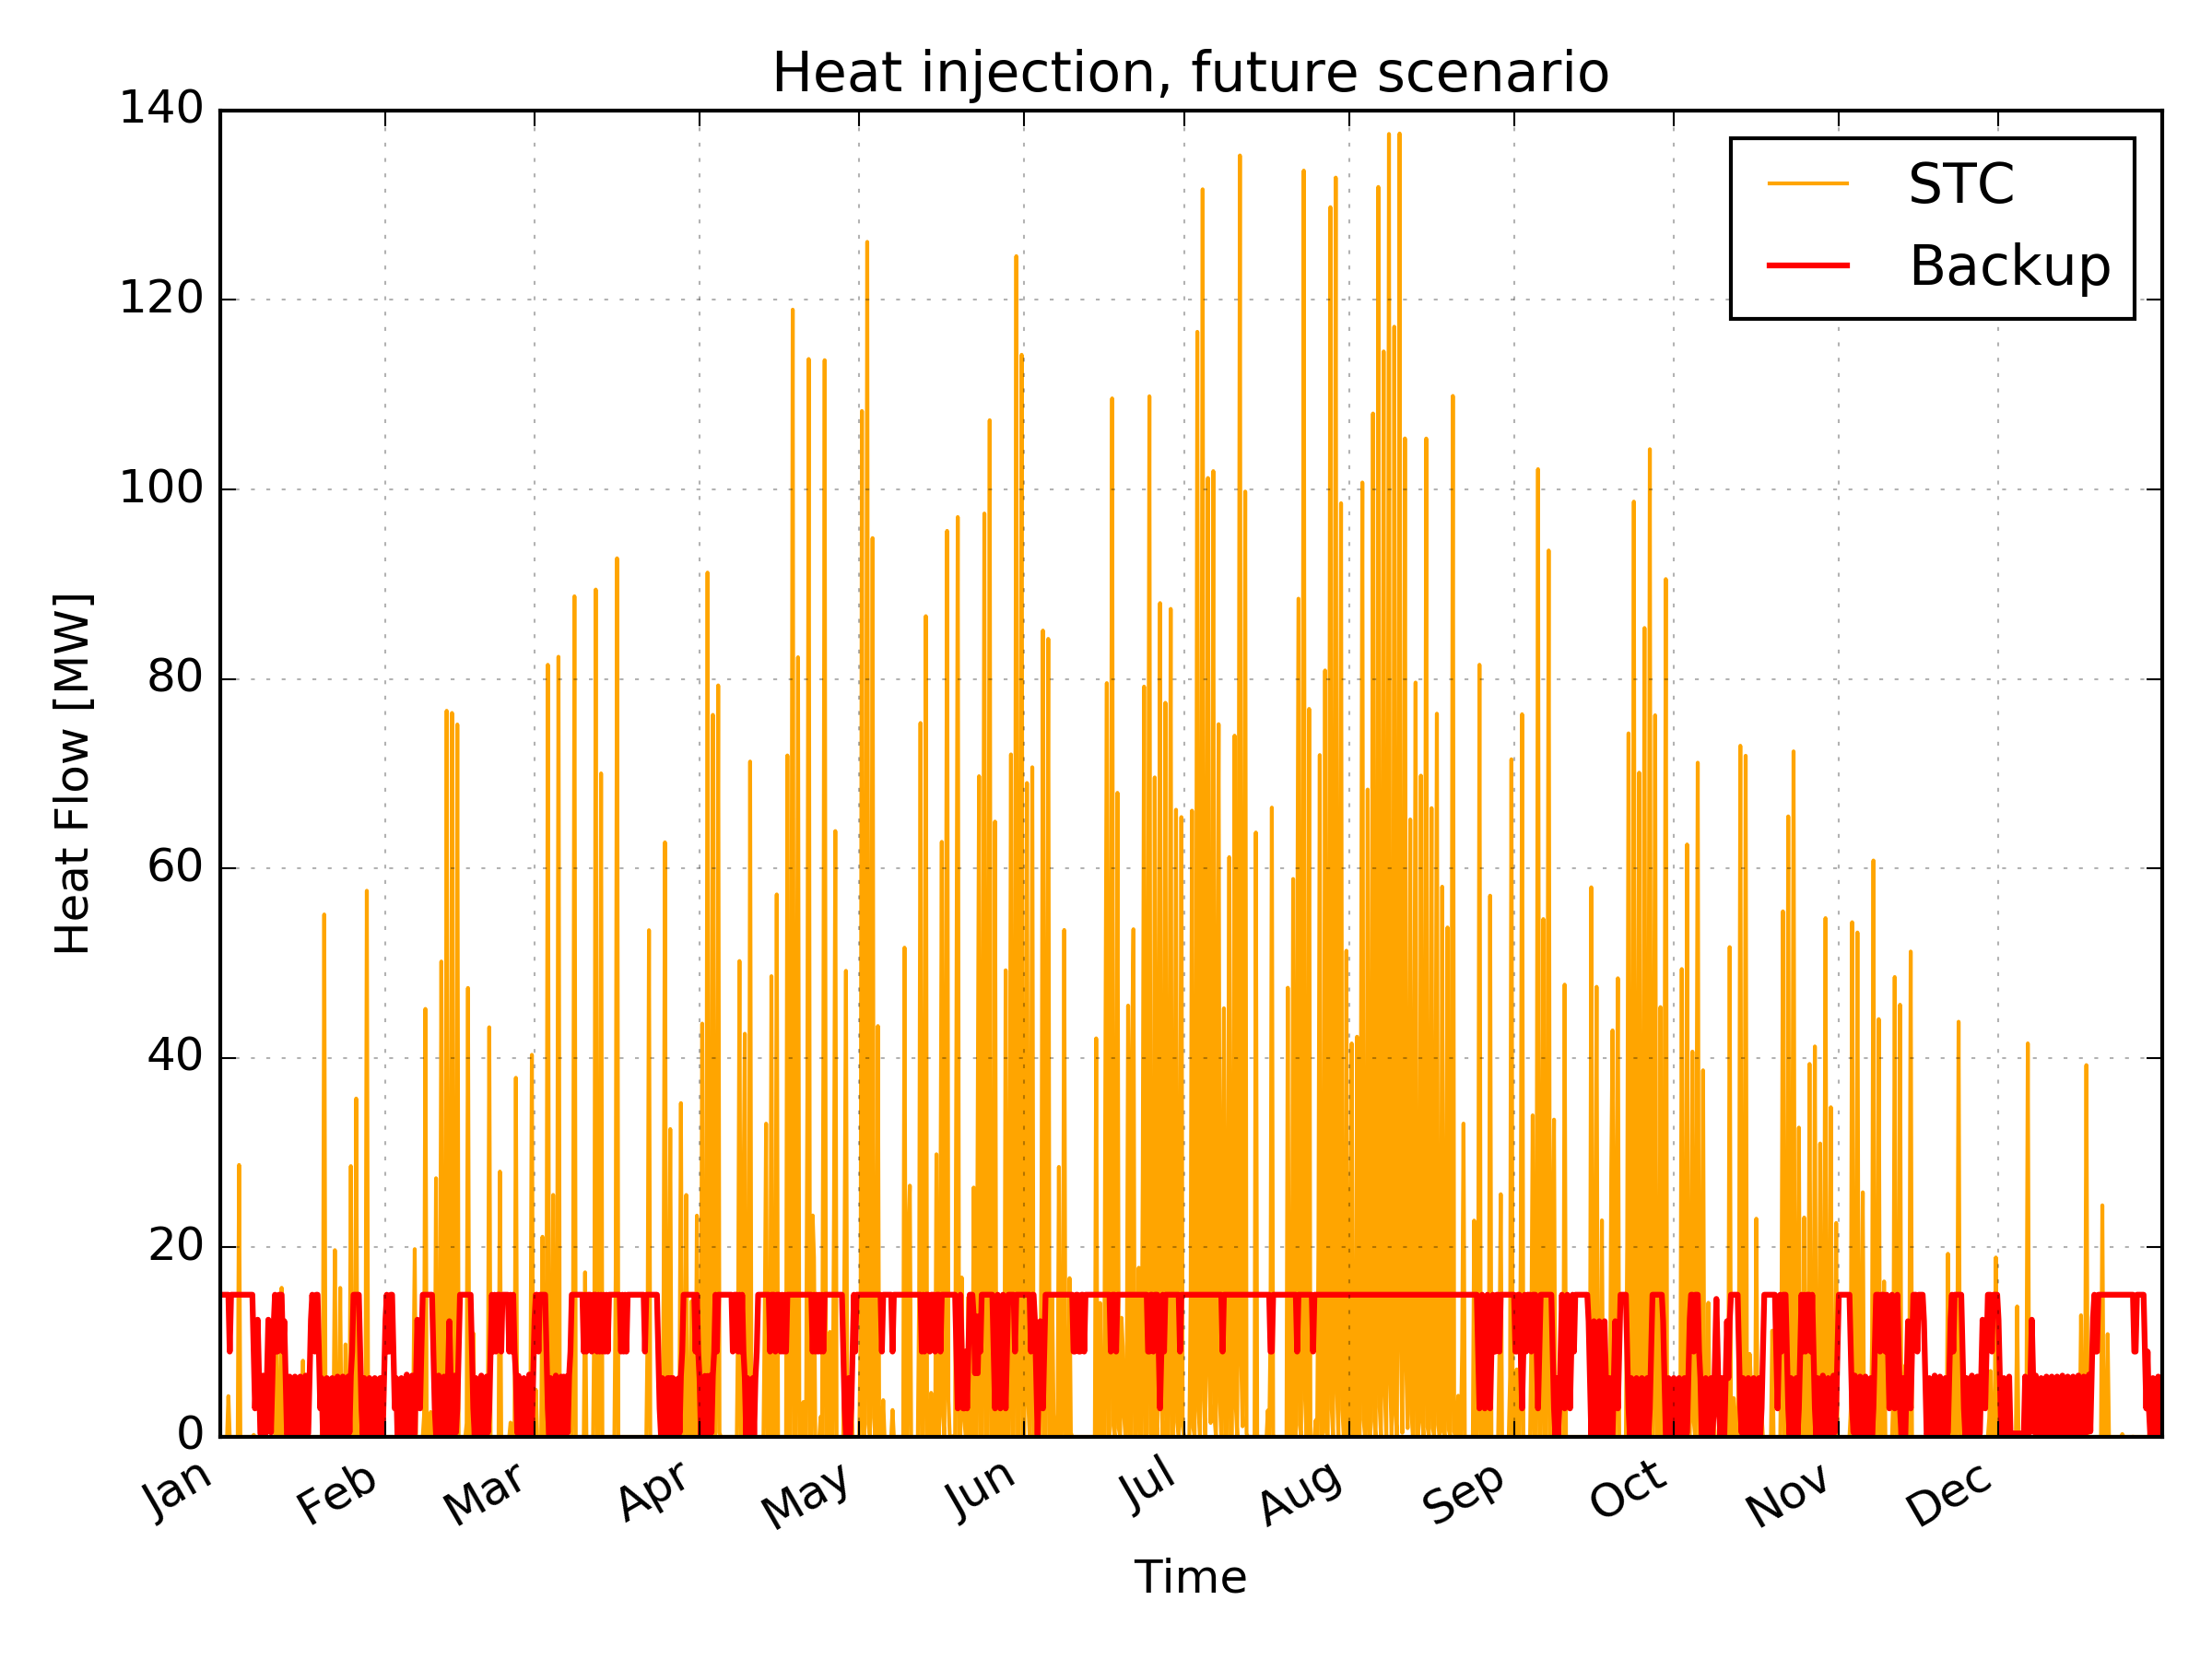 Heat injection, future scenario
140
120
100
80
60
40
20
0
Heat Flow [MW]
STC
Backup
Jan
Feb
Mar
Apr
May
Jun
Jul
Aug
Sep
Oct
Nov
Dec
Time